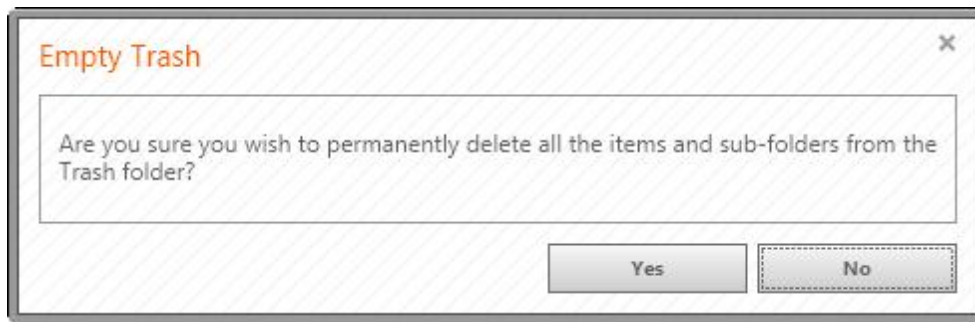 Empty Trash
Are you sure you wish to permanently delete all the items and sub-folders from the
Trash folder?
Yes No